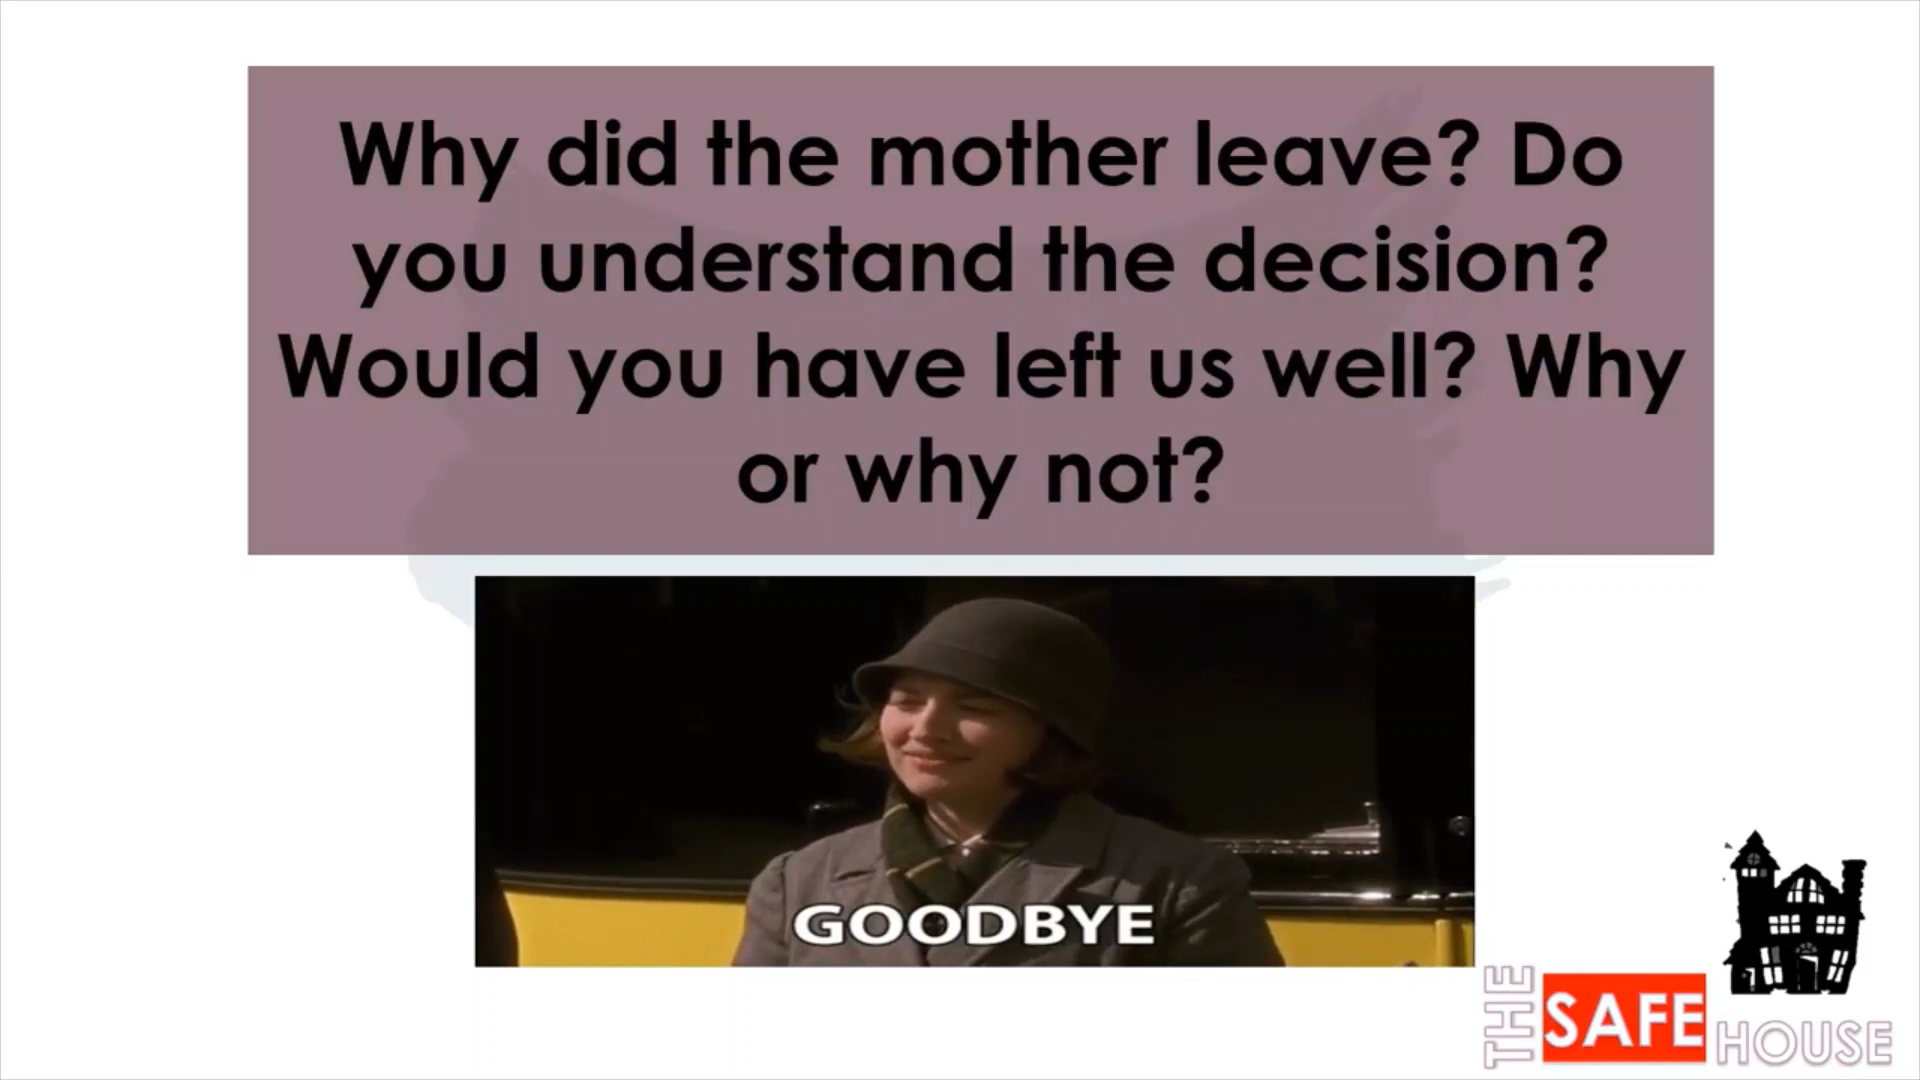 Why did the mother leave? Do
you understand the decision?
Would you have left us well? Why
or why not?
GOODBYE
THE
SAFE
HOUSE